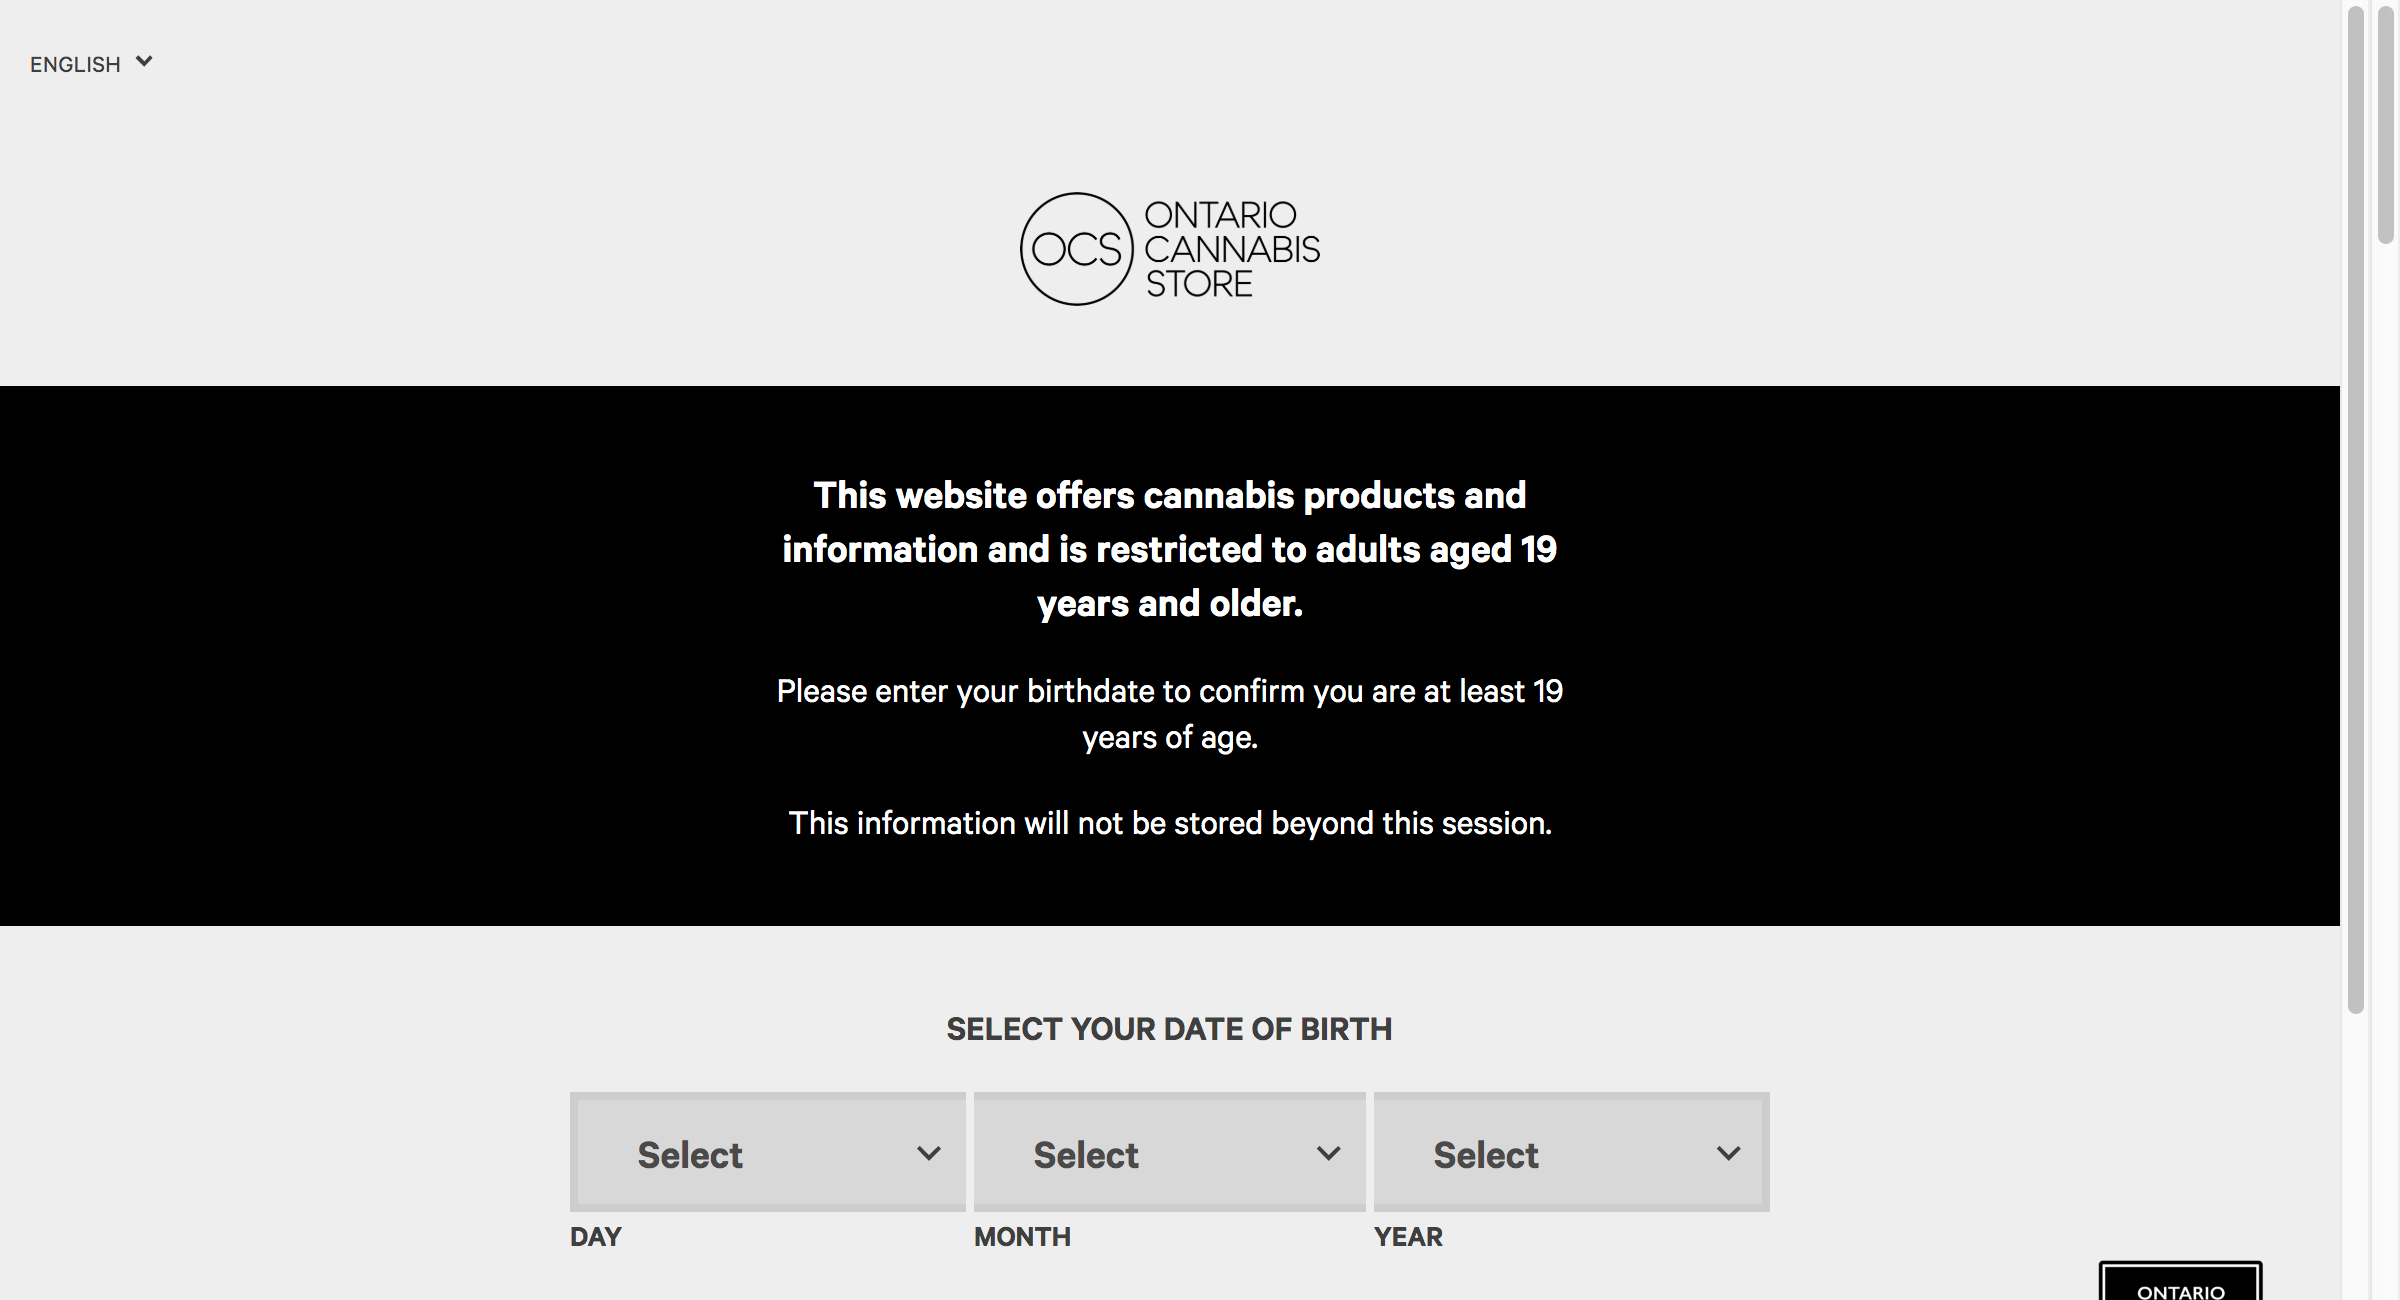 ENGLISH
OCS
ONTARIO
CANNABIS
STORE
This website offers cannabis products and
information and is restricted to adults aged 19
years and older.
Please enter your birthdate to confirm you are at least 19
years of age.
This information will not be stored beyond this session.
SELECT YOUR DATE OF BIRTH
Select Select Select
DAY MONTH YEAR
ONTARIO